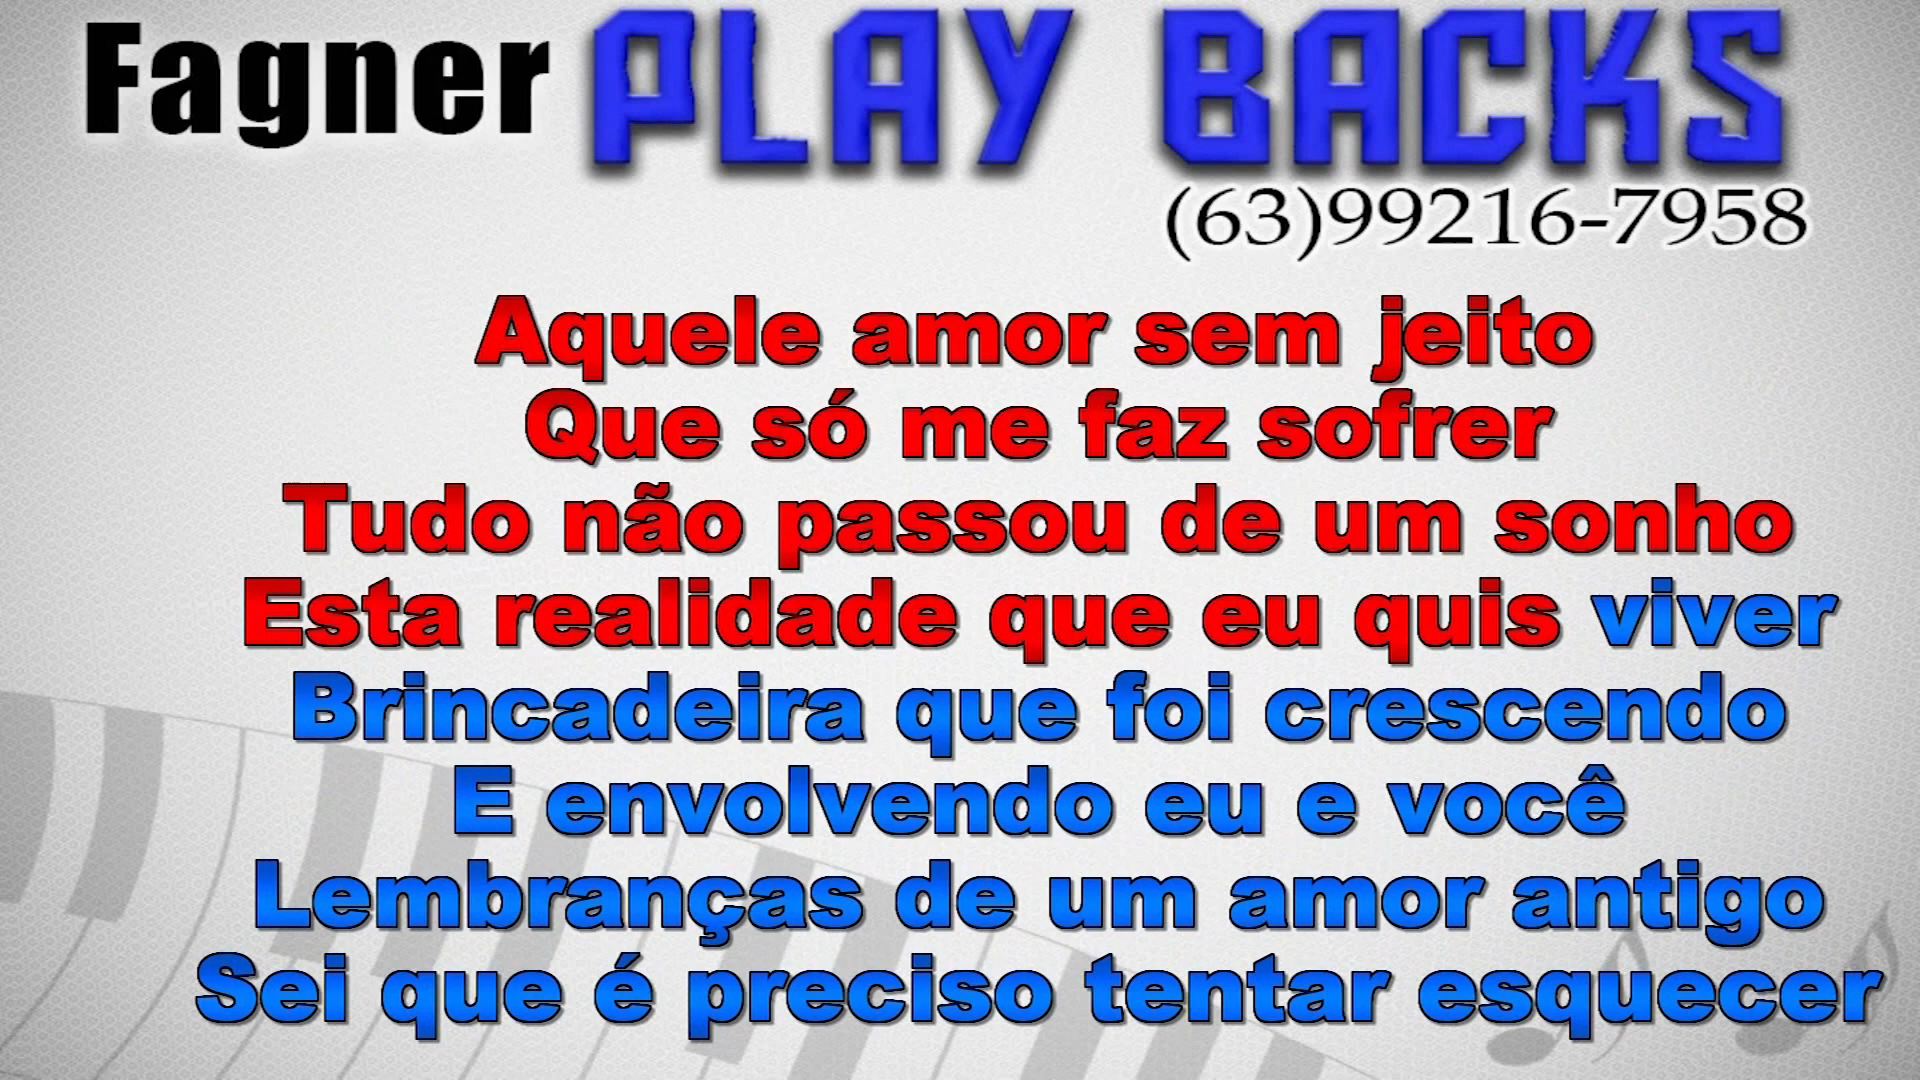 Fagner PLAY BACKS
(63)99216-7958
Aquele amor sem jeito
Que só me faz sofrer
Tudo não passou de um sonho
Esta realidade que eu quis viver
Brincadeira que foi crescendo
E envolvendo eu e você
Lembranças de um amor antigo
Sei que é preciso tentar esquecer